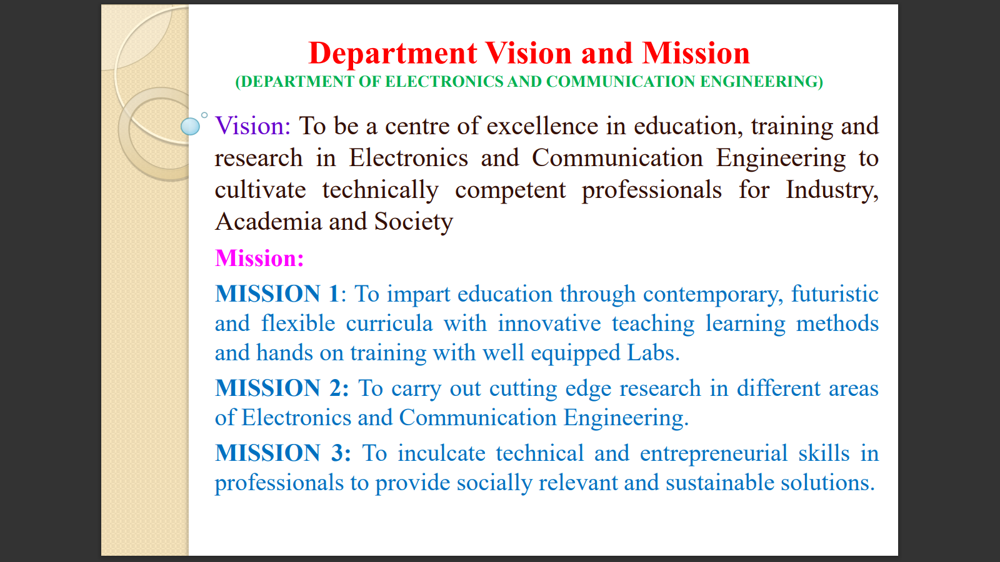 Department Vision and Mission
(DEPARTMENT OF ELECTRONICS AND COMMUNICATION ENGINEERING)
Vision: To be a centre of excellence in education, training and
research in Electronics and Communication Engineering to
cultivate technically competent professionals for Industry,
Academia and Society
Mission:
MISSION 1: To impart education through contemporary, futuristic
and flexible curricula with innovative teaching learning methods
and hands on training with well equipped Labs.
MISSION 2: To carry out cutting edge research in different areas
of Electronics and Communication Engineering.
MISSION 3: To inculcate technical and entrepreneurial skills in
professionals to provide socially relevant and sustainable solutions.